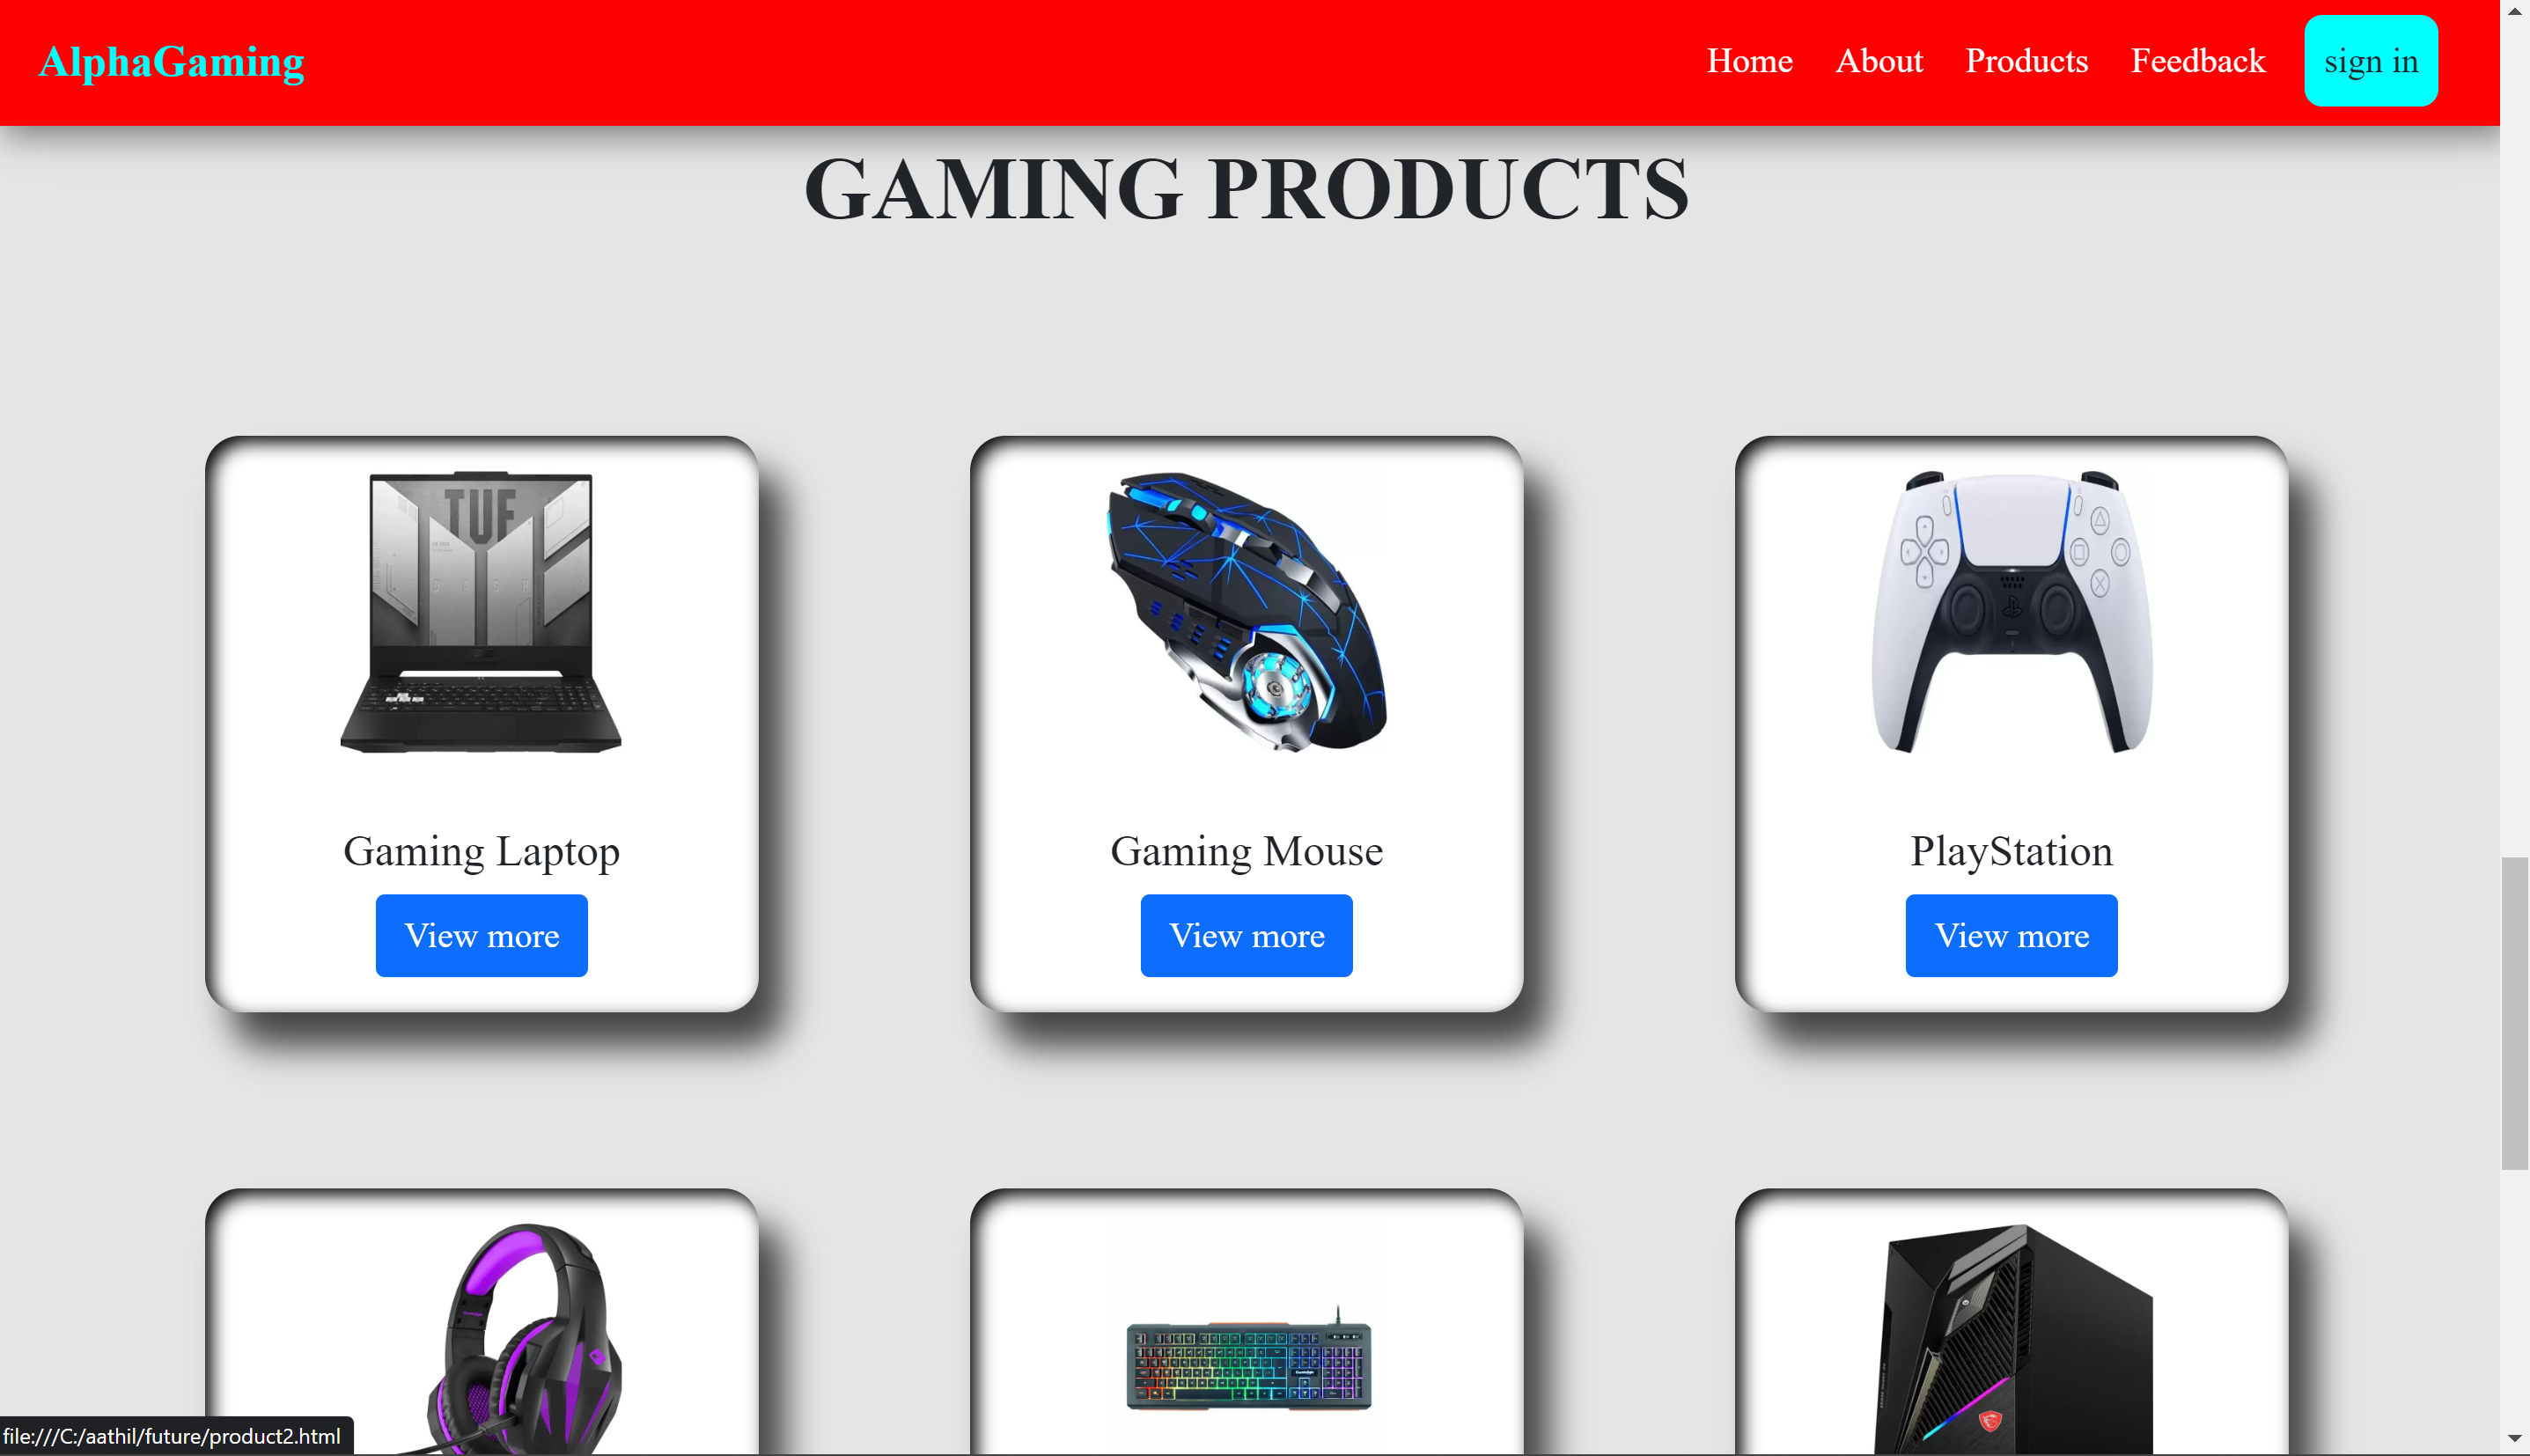 AlphaGaming
Home About Products Feedback sign in
GAMING PRODUCTS
TUF
Gaming Laptop
Gaming Mouse
PlayStation
View more
View more
View more
file:///C:/aathil/future/product2.html